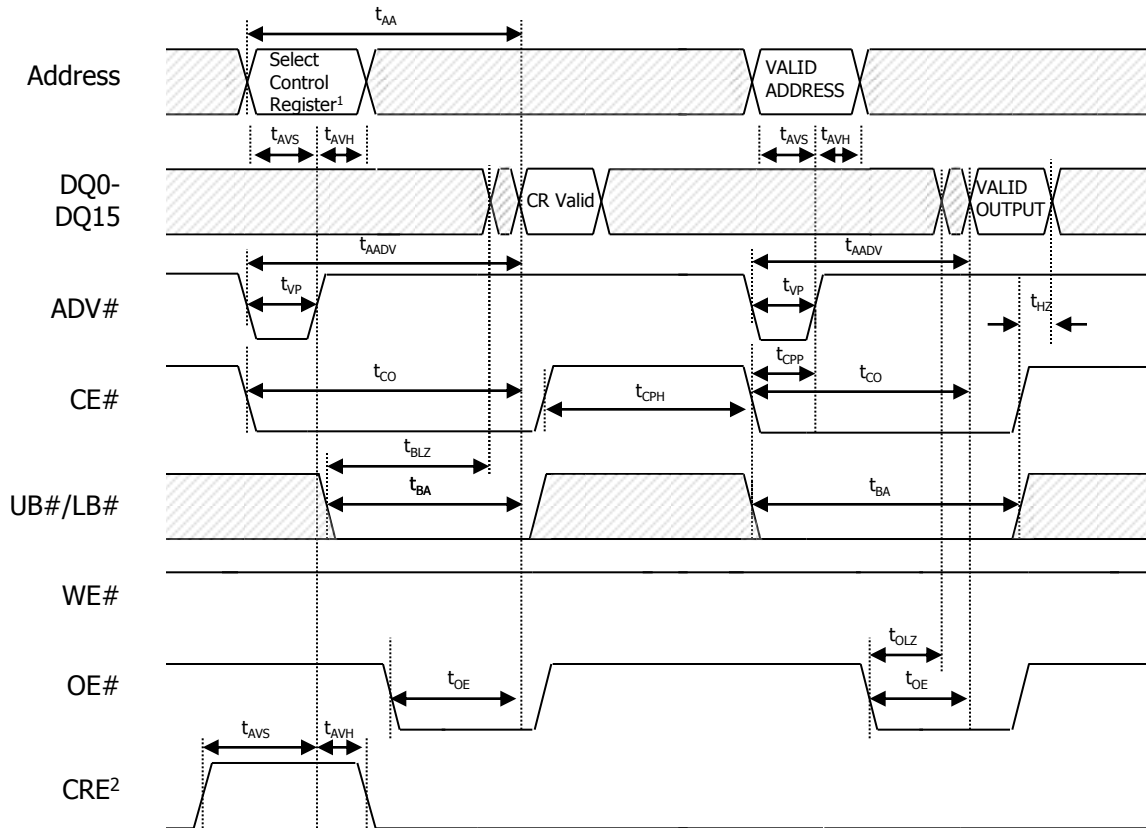 tAA
Address
Select
Control
Register1
VALID
ADDRESS
tAVS
tAVH
tAVS
tAVH
DQ0-
DQ15
CR Valid
VALID
OUTPUT
tAADV
tAADV
ADV#
tVP
tVP
tHZ
tCPP
CE#
tCO
tCPH
tCO
tBLZ
UB#/LB#
tBA
tBA
WE#
tOLZ
OE#
tOE
tOE
tAVS
tAVH
CRE2